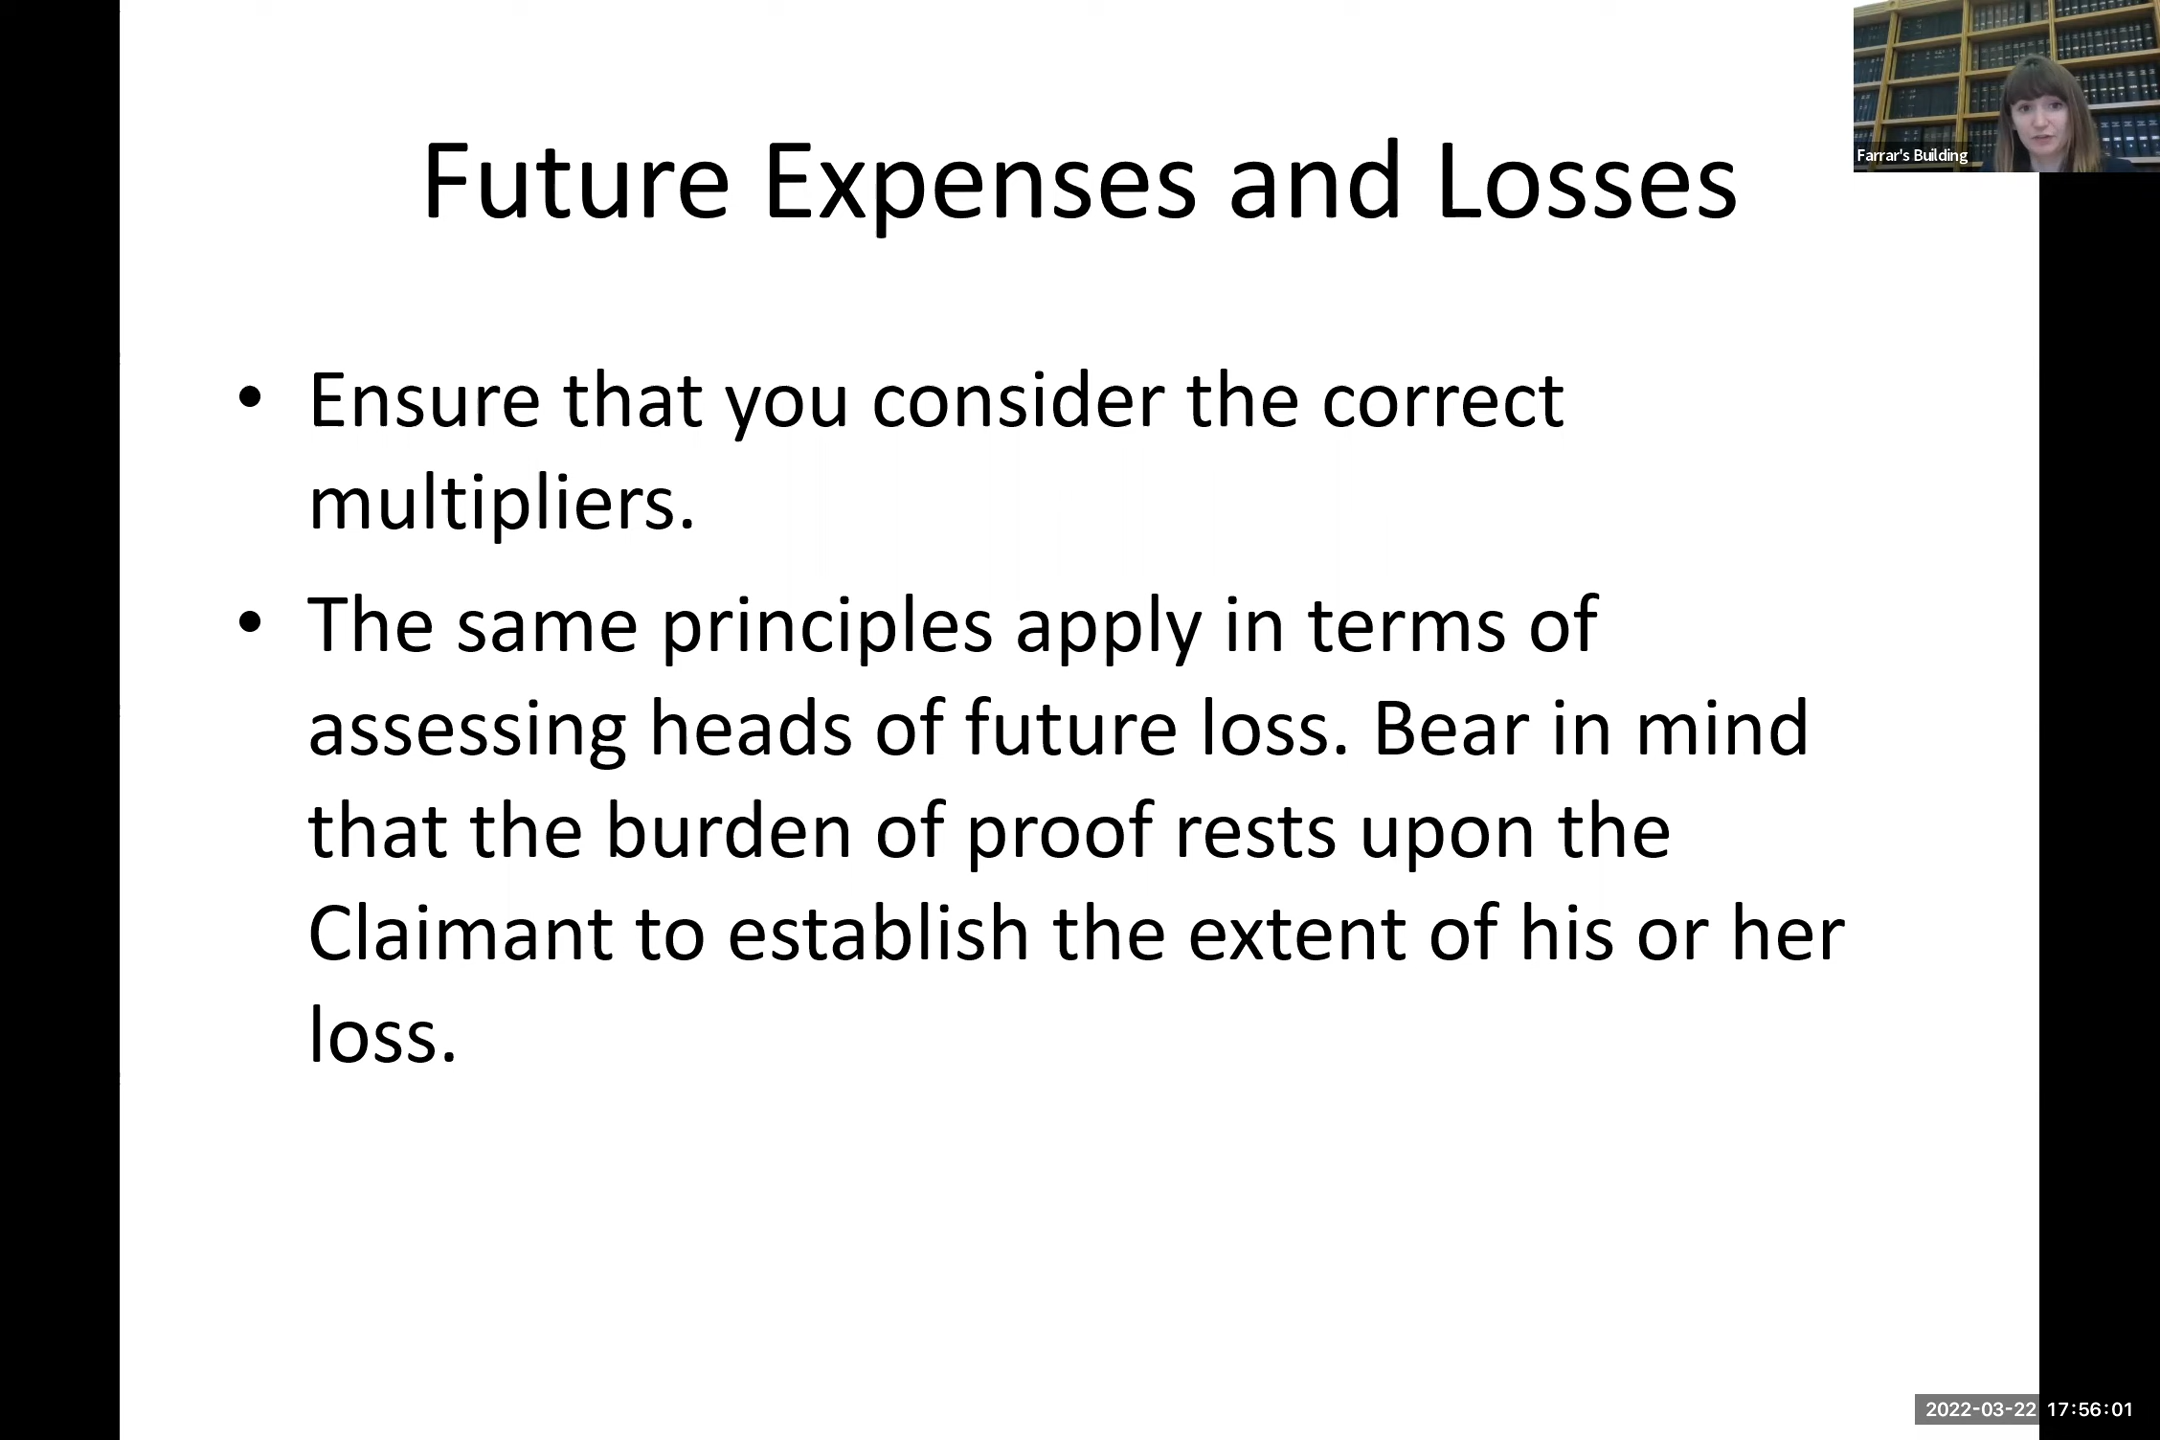 Future Expenses and Losses
Farrar's Building
• Ensure that you consider the correct
multipliers.
• The same principles apply in terms of
assessing heads of future loss. Bear in mind
that the burden of proof rests upon the
Claimant to establish the extent of his or her
loss.
2022-03-22 17:56:01